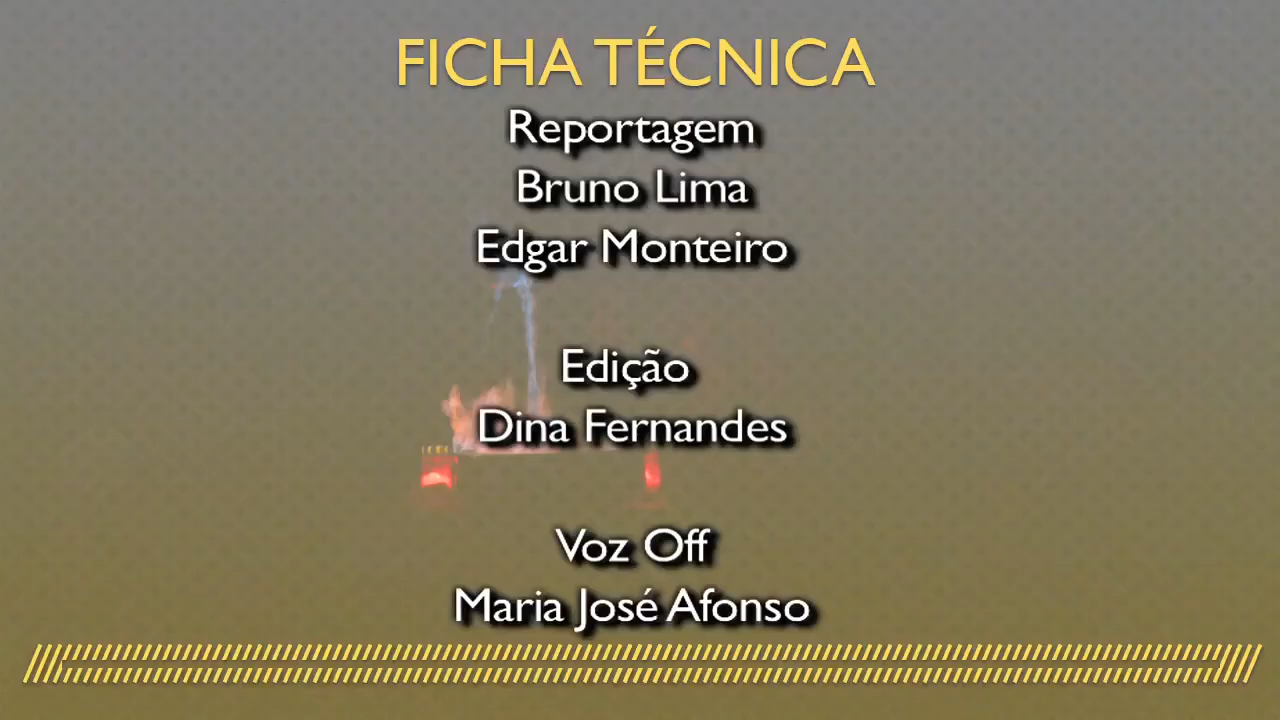 FICHA TÉCNICA
Reportagem
Bruno Lima
Edgar Monteiro
Edição
Dina Fernandes
Voz Off
Maria José Afonso